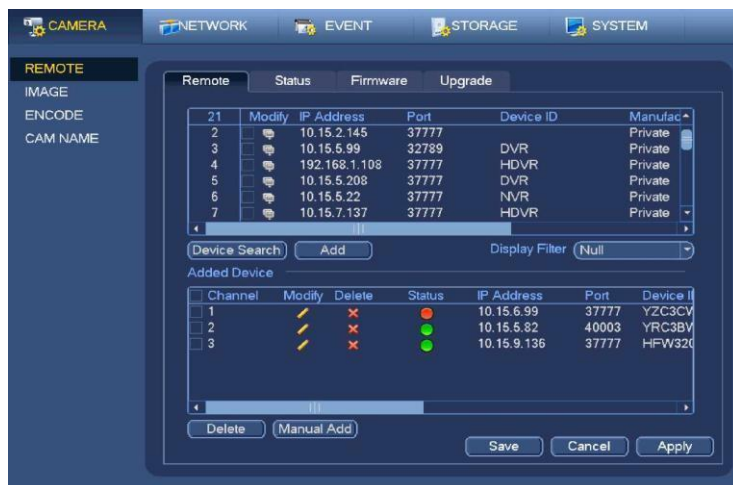 CAMERA NETWORK EVENT STORAGE SYSTEM
REMOTE
IMAGE
ENCODE
CAM NAME
Remote Status Firmware Upgrade
21 Modify IP Address Port Device ID Manufac
2 10.15.2.145 37777 Private
3 10.15.5.99 32789 DVR Private
4 192.168.1.108 37777 HDVR Private
5 10.15.5.208 37777 DVR Private
6 10.15.5.22 37777 NVR Private
7 10.15.7.137 37777 HDVR Private
Device Search Add Display Filter Null
Added Device
Channel Modify Delete Status IP Address Port Device I
1 10.15.6.99 37777 YZC3CV
2 10.15.5.82 40003 YRC3BV
3 10.15.9.136 37777 HFW320
Delete Manual Add
Save Cancel Apply